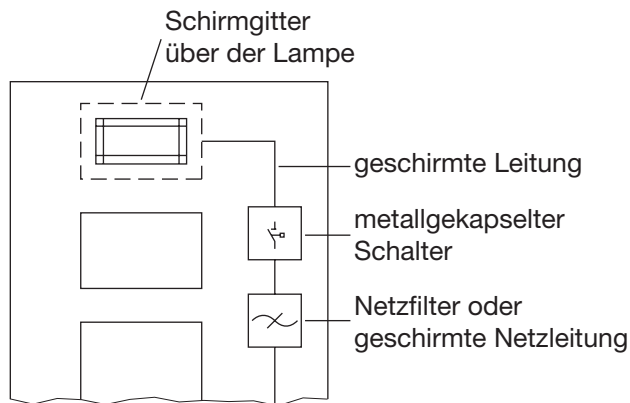 Schirmgitter
über der Lampe
geschirmte Leitung
metallgekapselter
Schalter
Netzfilter oder
geschirmte Netzleitung